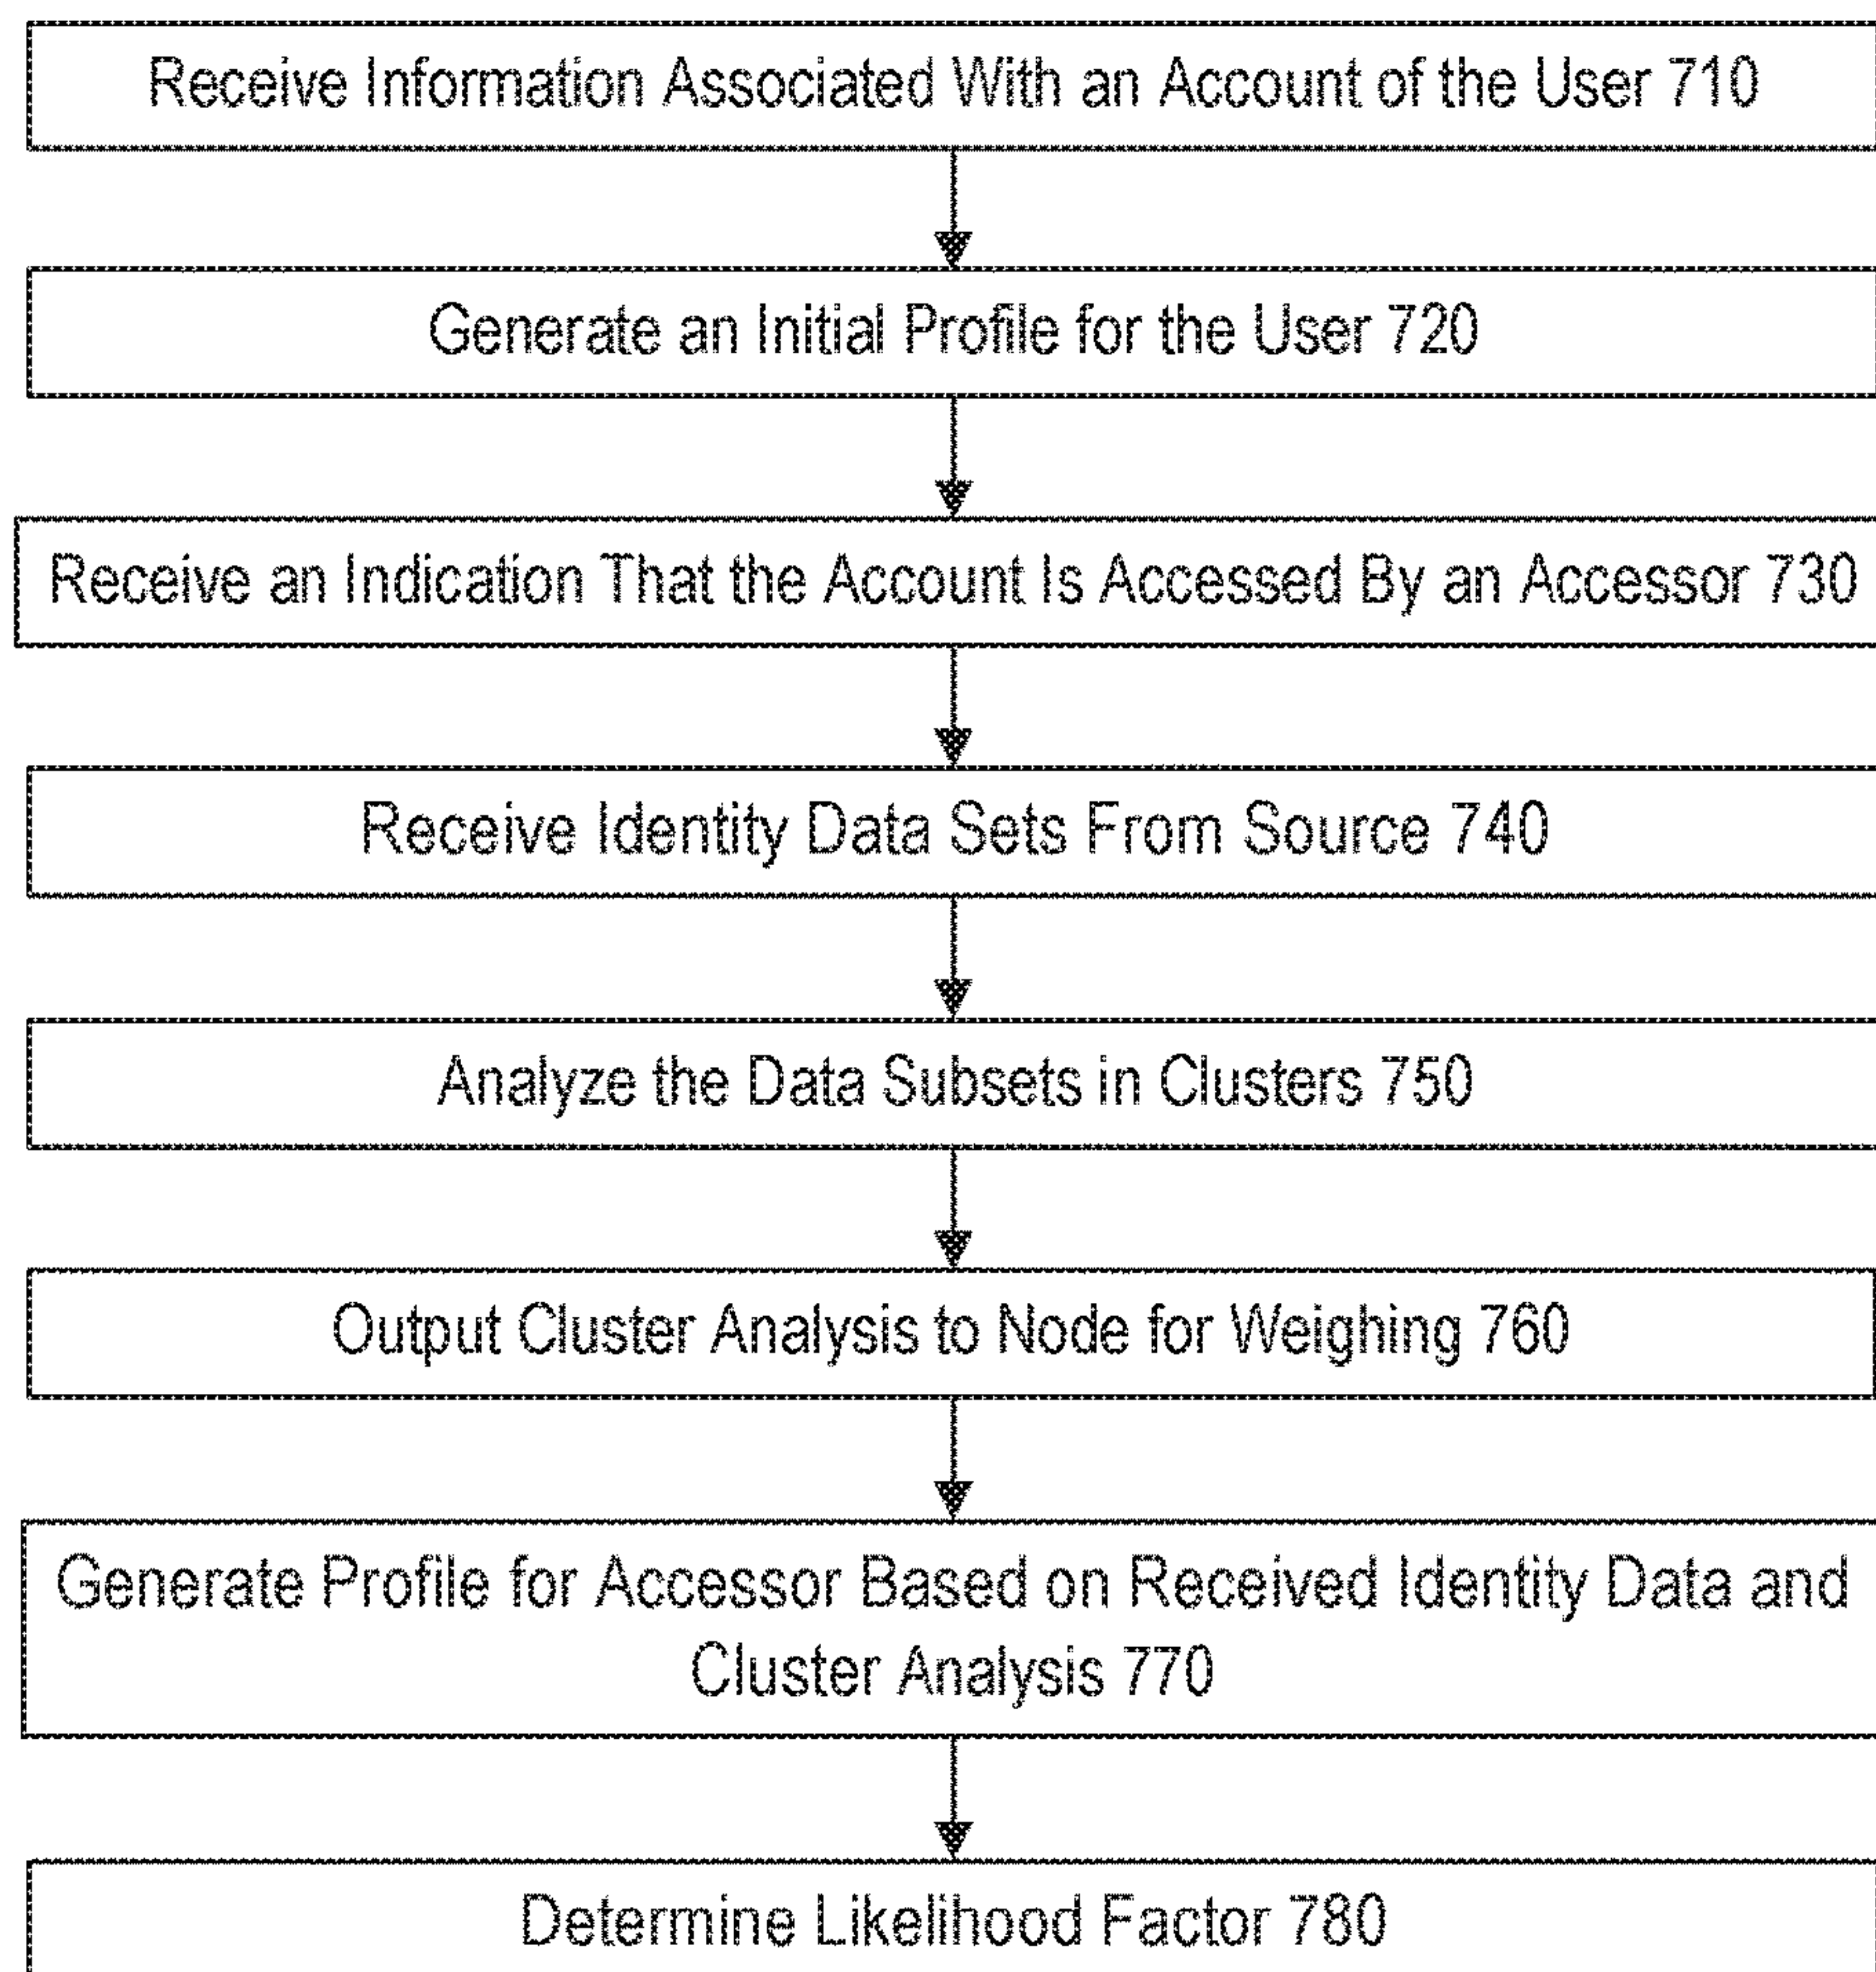 Receive Information Associated With an Account of the User 710
Generate an Initial Profile for the User 720
Receive an Indication That the Account Is Accessed By an Accessor 730
Receive Identity Data Sets From Source 740
Analyze the Data Subsets in Clusters 750
Output Cluster Analysis to Node for Weighing 760
Generate Profile for Accessor Based on Received Identity Data and
Cluster Analysis 770
Determine Likelihood Factor 780